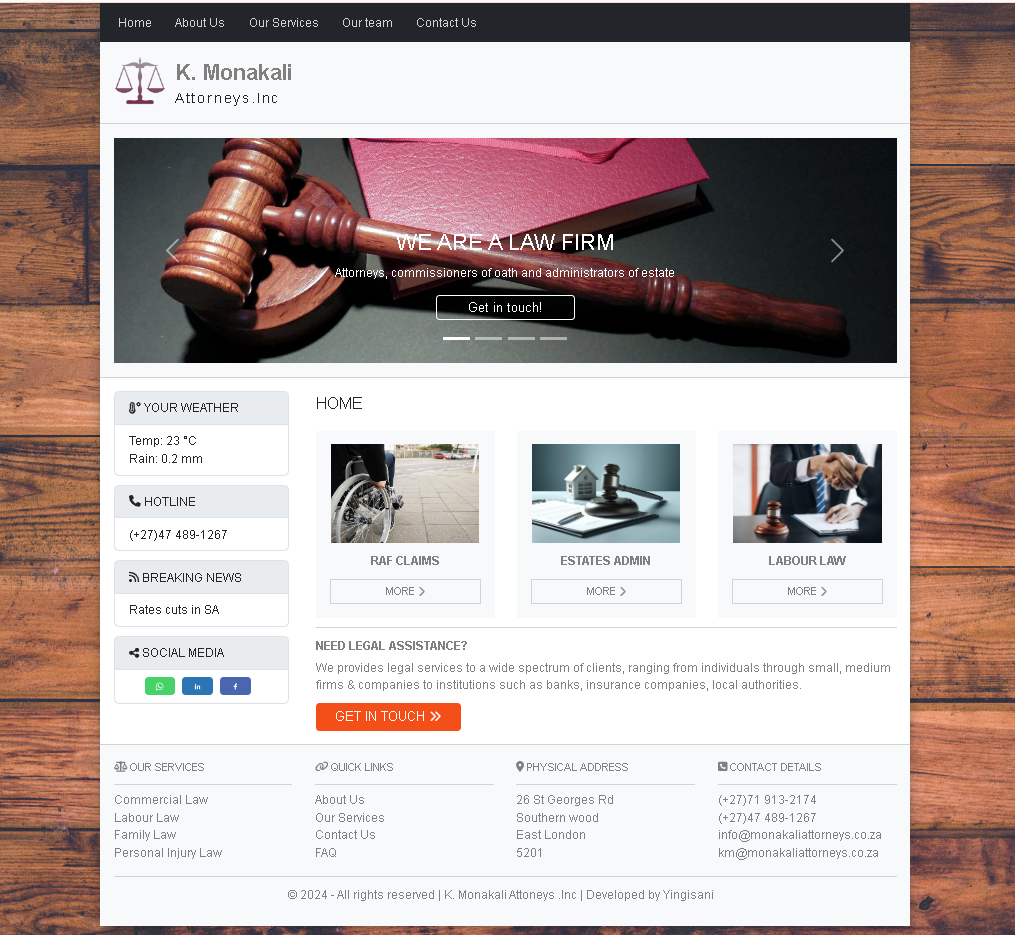 Home About Us Our Services Our team Contact Us
K. Monakali
Attorneys.Inc
WE ARE A LAW FIRM
Attorneys, commissioners of oath and administrators of estate
Get in touch!
YOUR WEATHER
Temp: 23 °C
Rain: 0.2 mm
HOTLINE
(+27)47 489-1267
BREAKING NEWS
Rates cuts in SA
SOCIAL MEDIA
in f
HOME
RAF CLAIMS
MORE
ESTATES ADMIN
MORE
LABOUR LAW
MORE
NEED LEGAL ASSISTANCE?
We provides legal services to a wide spectrum of clients, ranging from individuals through small, medium
firms & companies to institutions such as banks, insurance companies, local authorities.
GET IN TOUCH
OUR SERVICES
Commercial Law
Labour Law
Family Law
Personal Injury Law
QUICK LINKS
About Us
Our Services
Contact Us
FAQ
PHYSICAL ADDRESS
26 St Georges Rd
Southern wood
East London
5201
CONTACT DETAILS
(+27)71 913-2174
(+27)47 489-1267
info@monakaliattorneys.co.za
km@monakaliattorneys.co.za
© 2024 - All rights reserved | K. Monakali Attoneys .Inc | Developed by Yingisani